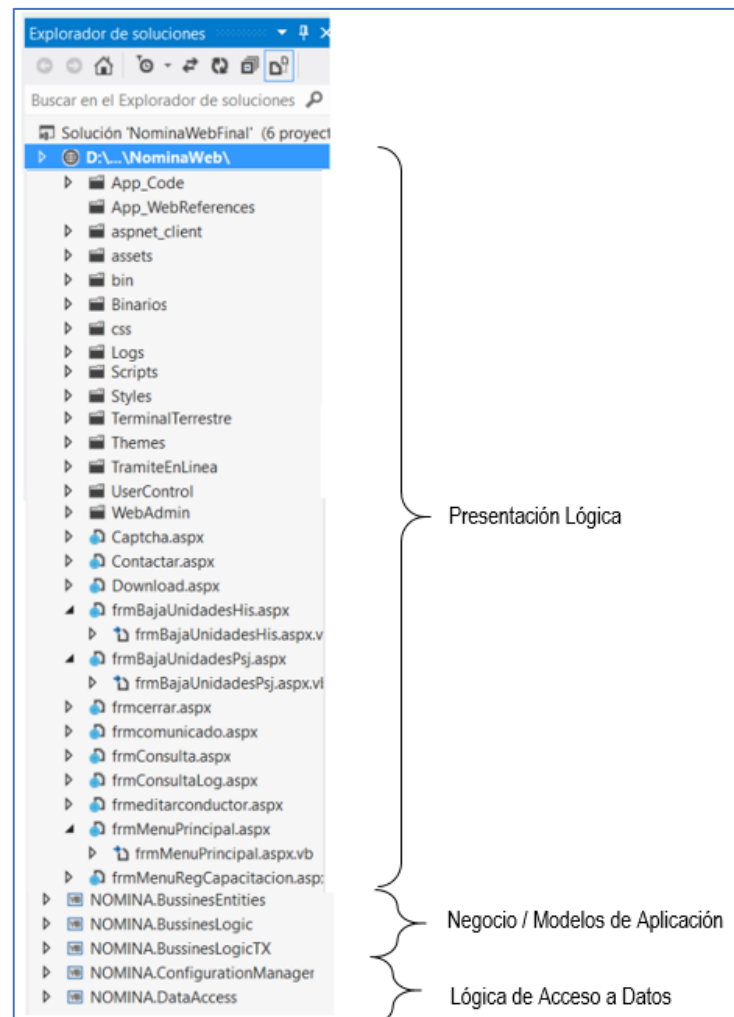 Explorador de soluciones
Buscar en el Explorador de soluciones
Solución 'NominaWebFinal' (6 proyect
D:\...\NominaWeb\
App_Code
App_WebReferences
aspnet_client
assets
bin
Binarios
css
Logs
Scripts
Styles
TerminalTerrestre
Themes
TramiteEnLinea
UserControl
WebAdmin
Presentación Lógica
Captcha.aspx
Contactar.aspx
Download.aspx
frmBajaUnidadesHis.aspx
frmBajaUnidadesHis.aspx.v
frmBajaUnidadesPsj.aspx
frmBajaUnidadesPsj.aspx.vl
frmcerrar.aspx
frmcomunicado.aspx
frmConsulta.aspx
frmConsultaLog.aspx
frmeditarconductor.aspx
frmMenuPrincipal.aspx
frmMenuPrincipal.aspx.vb
frmMenuRegCapacitacion.asp:
NOMINA.BussinesEntities
NOMINA.BussinesLogic
Negocio / Modelos de Aplicación
NOMINA.BussinesLogicTX
NOMINA.ConfigurationManager
NOMINA.DataAccess
Lógica de Acceso a Datos